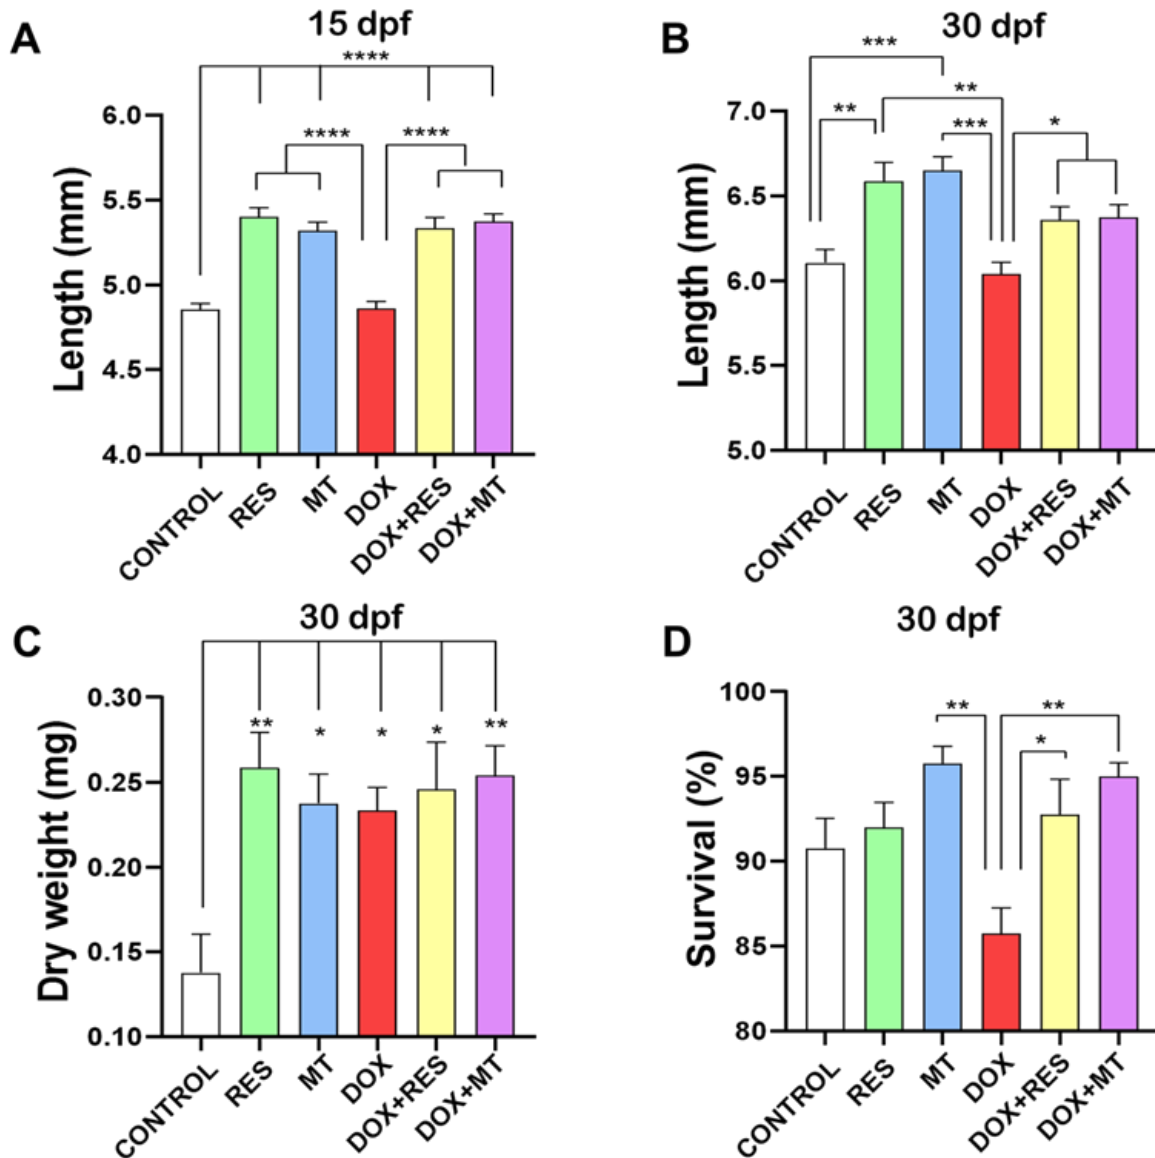 A
15 dpf
****
**** ****
Length (mm)
6.0
5.5
5.0
4.5
4.0
CONTROL
RES
MT
DOX
DOX+RES
DOX+MT
B
30 dpf
***
** **
*** *
Length (mm)
7.0
6.5
6.0
5.5
5.0
CONTROL
RES
MT
DOX
DOX+RES
DOX+MT
C
30 dpf
** * * * **
Dry weight (mg)
0.30
0.25
0.20
0.15
0.10
CONTROL
RES
MT
DOX
DOX+RES
DOX+MT
D
30 dpf
** **
*
Survival (%)
100
95
90
85
80
CONTROL
RES
MT
DOX
DOX+RES
DOX+MT